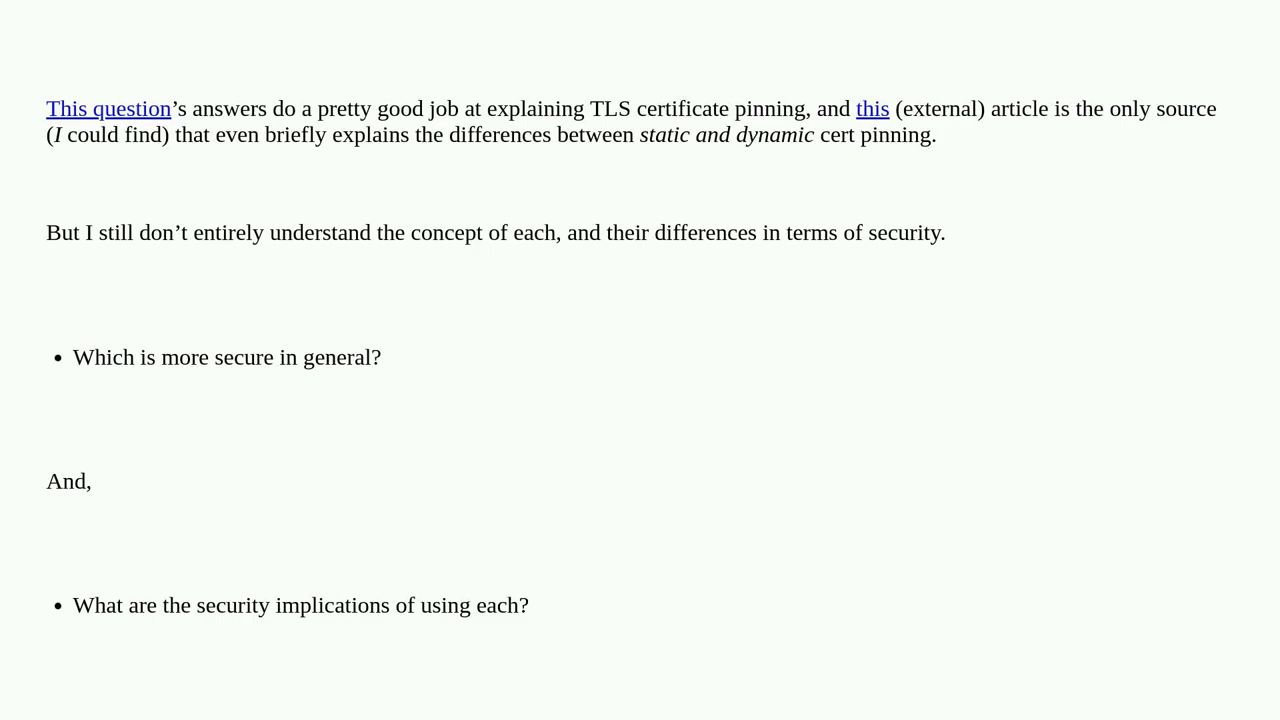 This question’s answers do a pretty good job at explaining TLS certificate pinning, and this (external) article is the only source
(I could find) that even briefly explains the differences between static and dynamic cert pinning.
But I still don’t entirely understand the concept of each, and their differences in terms of security.
• Which is more secure in general?
And,
• What are the security implications of using each?